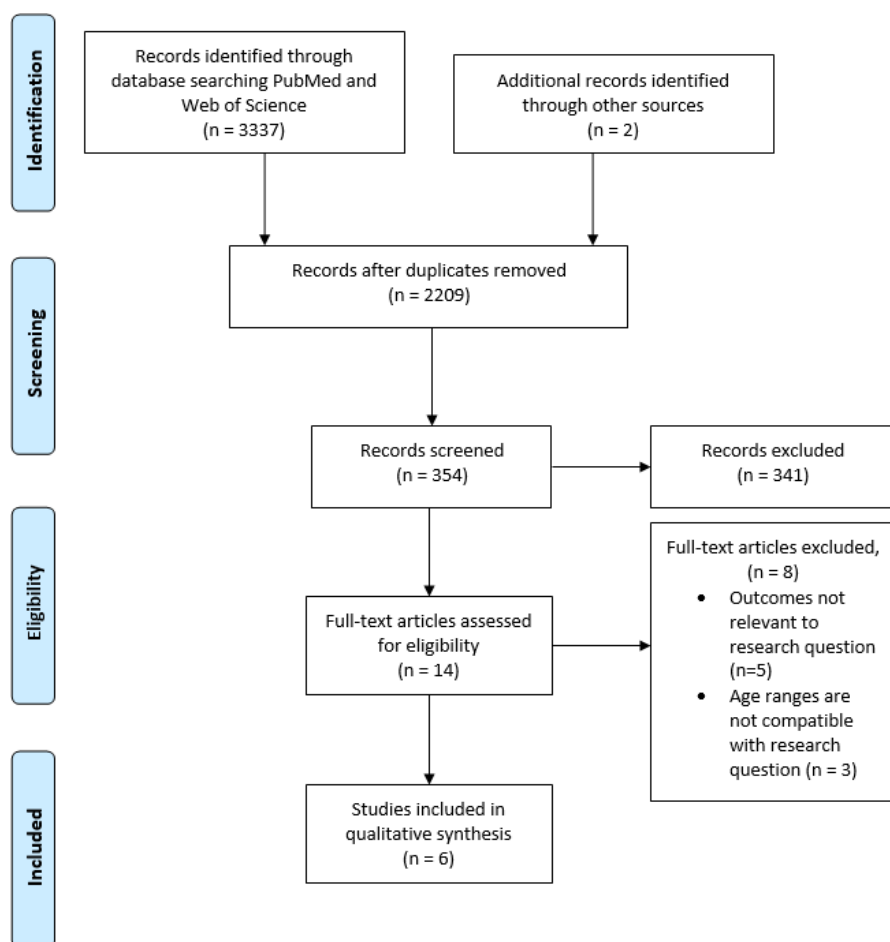 Identification
Records identified through
database searching PubMed and
Web of Science
(n = 3337)
Additional records identified
through other sources
(n = 2)
Screening
Records after duplicates removed
(n = 2209)
Records screened
(n = 354)
Records excluded
(n = 341)
Eligibility
Full-text articles assessed
for eligibility
(n = 14)
Full-text articles excluded,
(n = 8)
• Outcomes not
relevant to
research question
(n=5)
• Age ranges are
not compatible
with research
question (n = 3)
Included
Studies included in
qualitative synthesis
(n = 6)